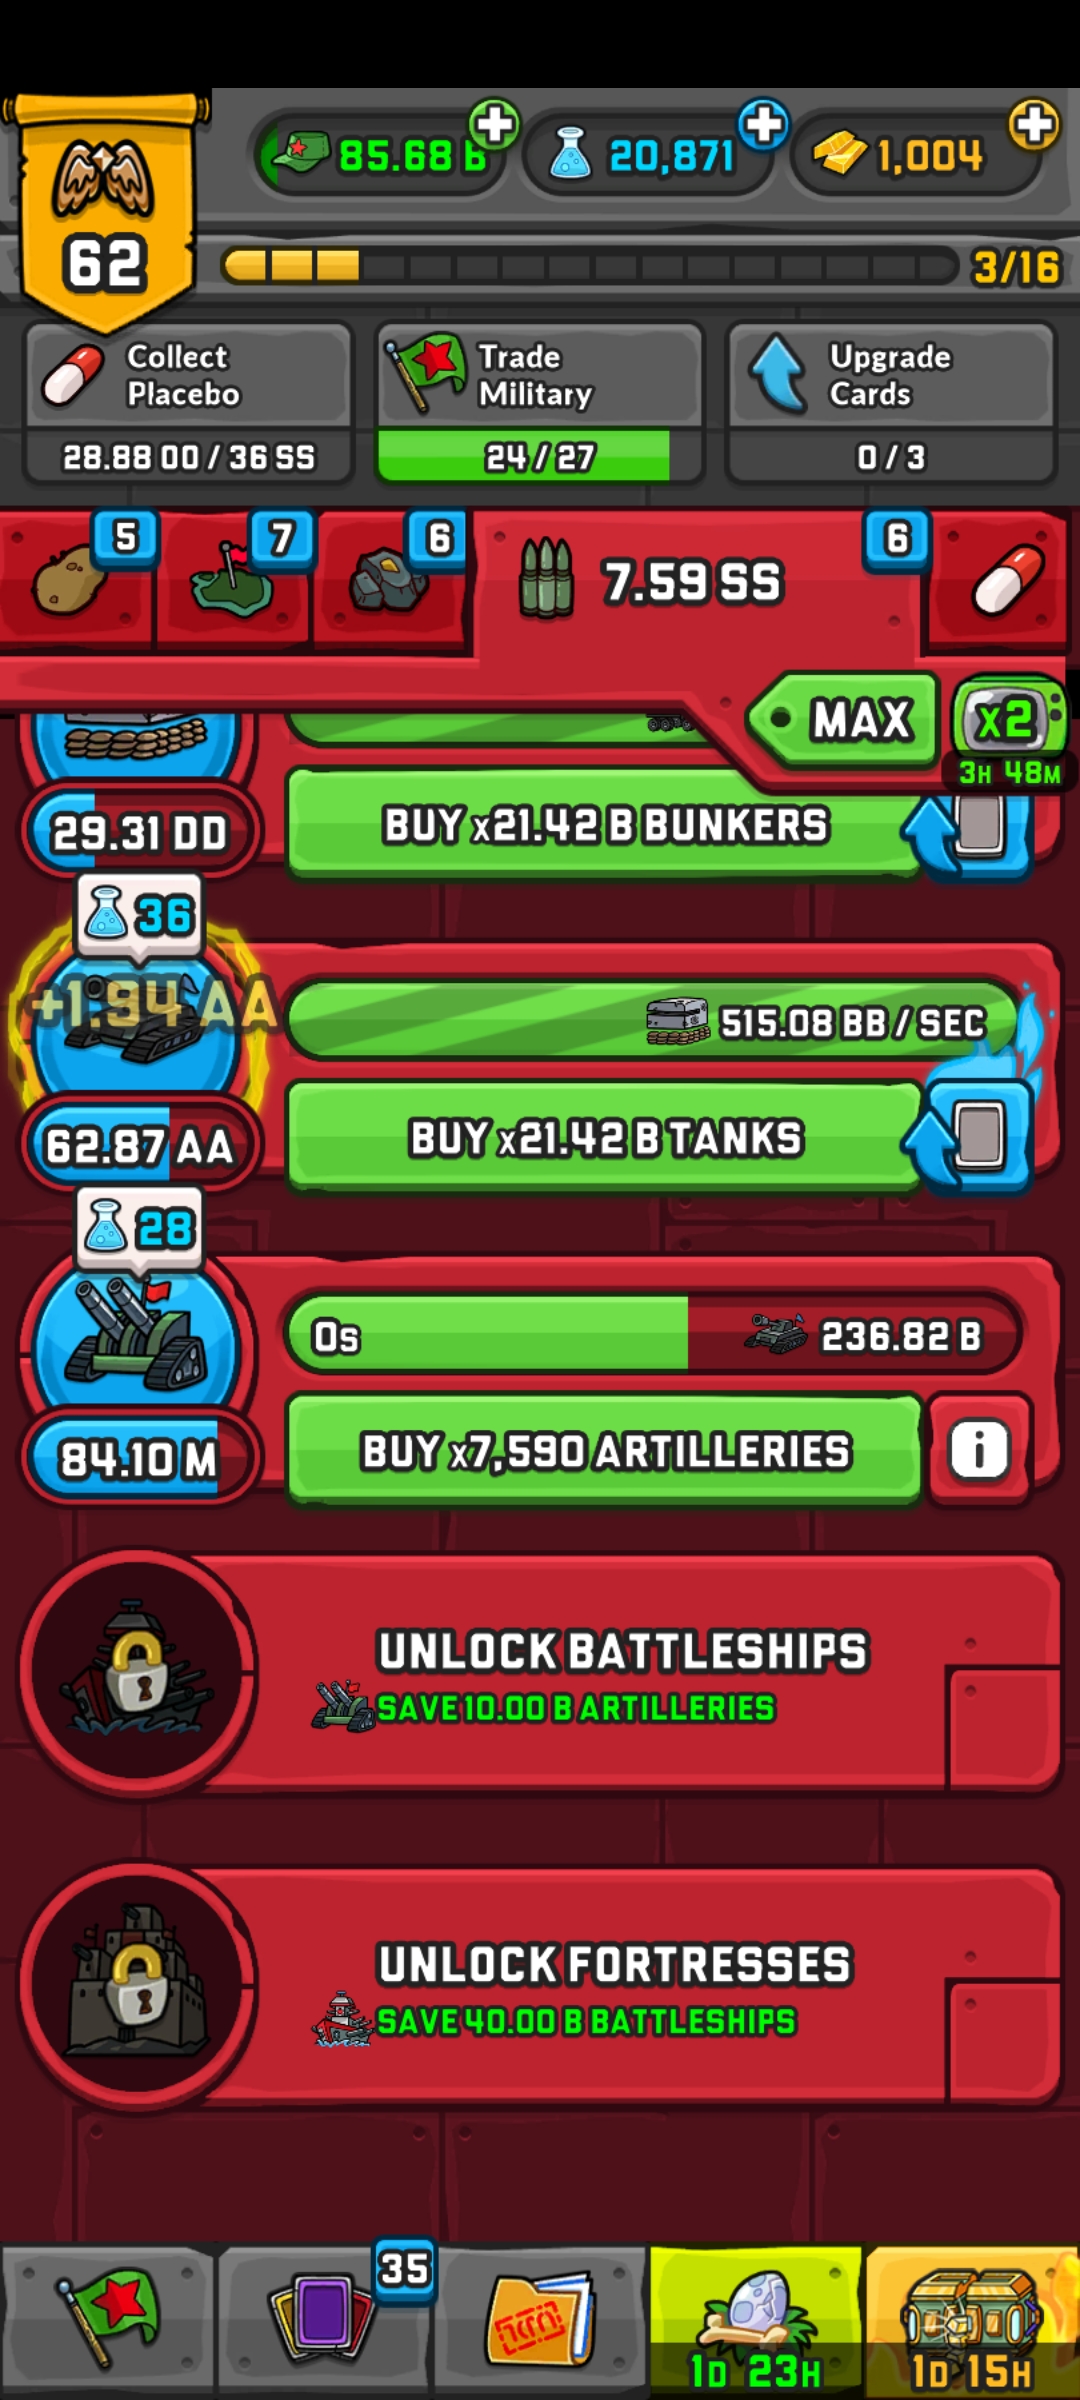 85.68 B
20,871
1,004
62
3/16
Collect
Placebo
28.88 OO / 36 SS
Trade
Military
24 / 27
Upgrade
Cards
0 / 3
5
7
6
7.59 SS
6
MAX
x2
3H 48M
29.31 DD
BUY x21.42 B BUNKERS
36
+1.94 AA
515.08 BB / SEC
62.87 AA
BUY x21.42 B TANKS
28
0s
236.82 B
84.10 M
BUY x7,590 ARTILLERIES
i
UNLOCK BATTLESHIPS
SAVE 10.00 B ARTILLERIES
UNLOCK FORTRESSES
SAVE 40.00 B BATTLESHIPS
35
1D 23H
1D 15H